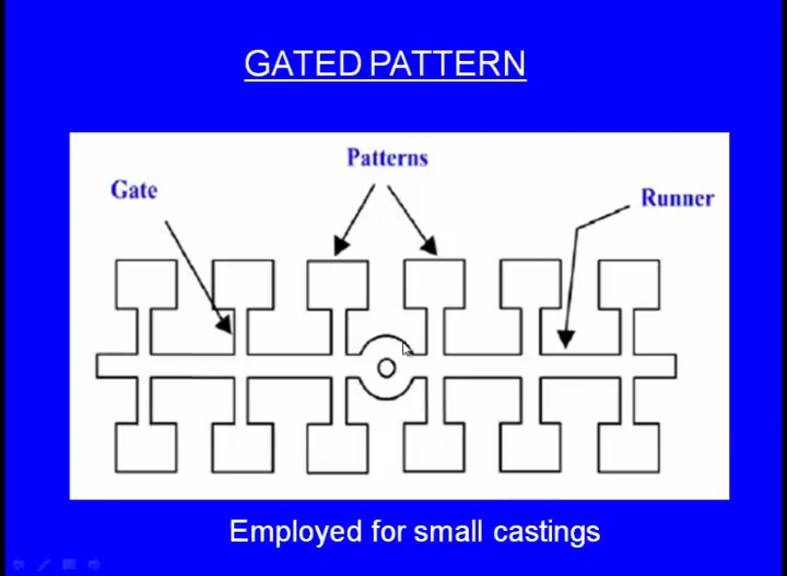 GATED PATTERN
Patterns
Gate
Runner
Employed for small castings